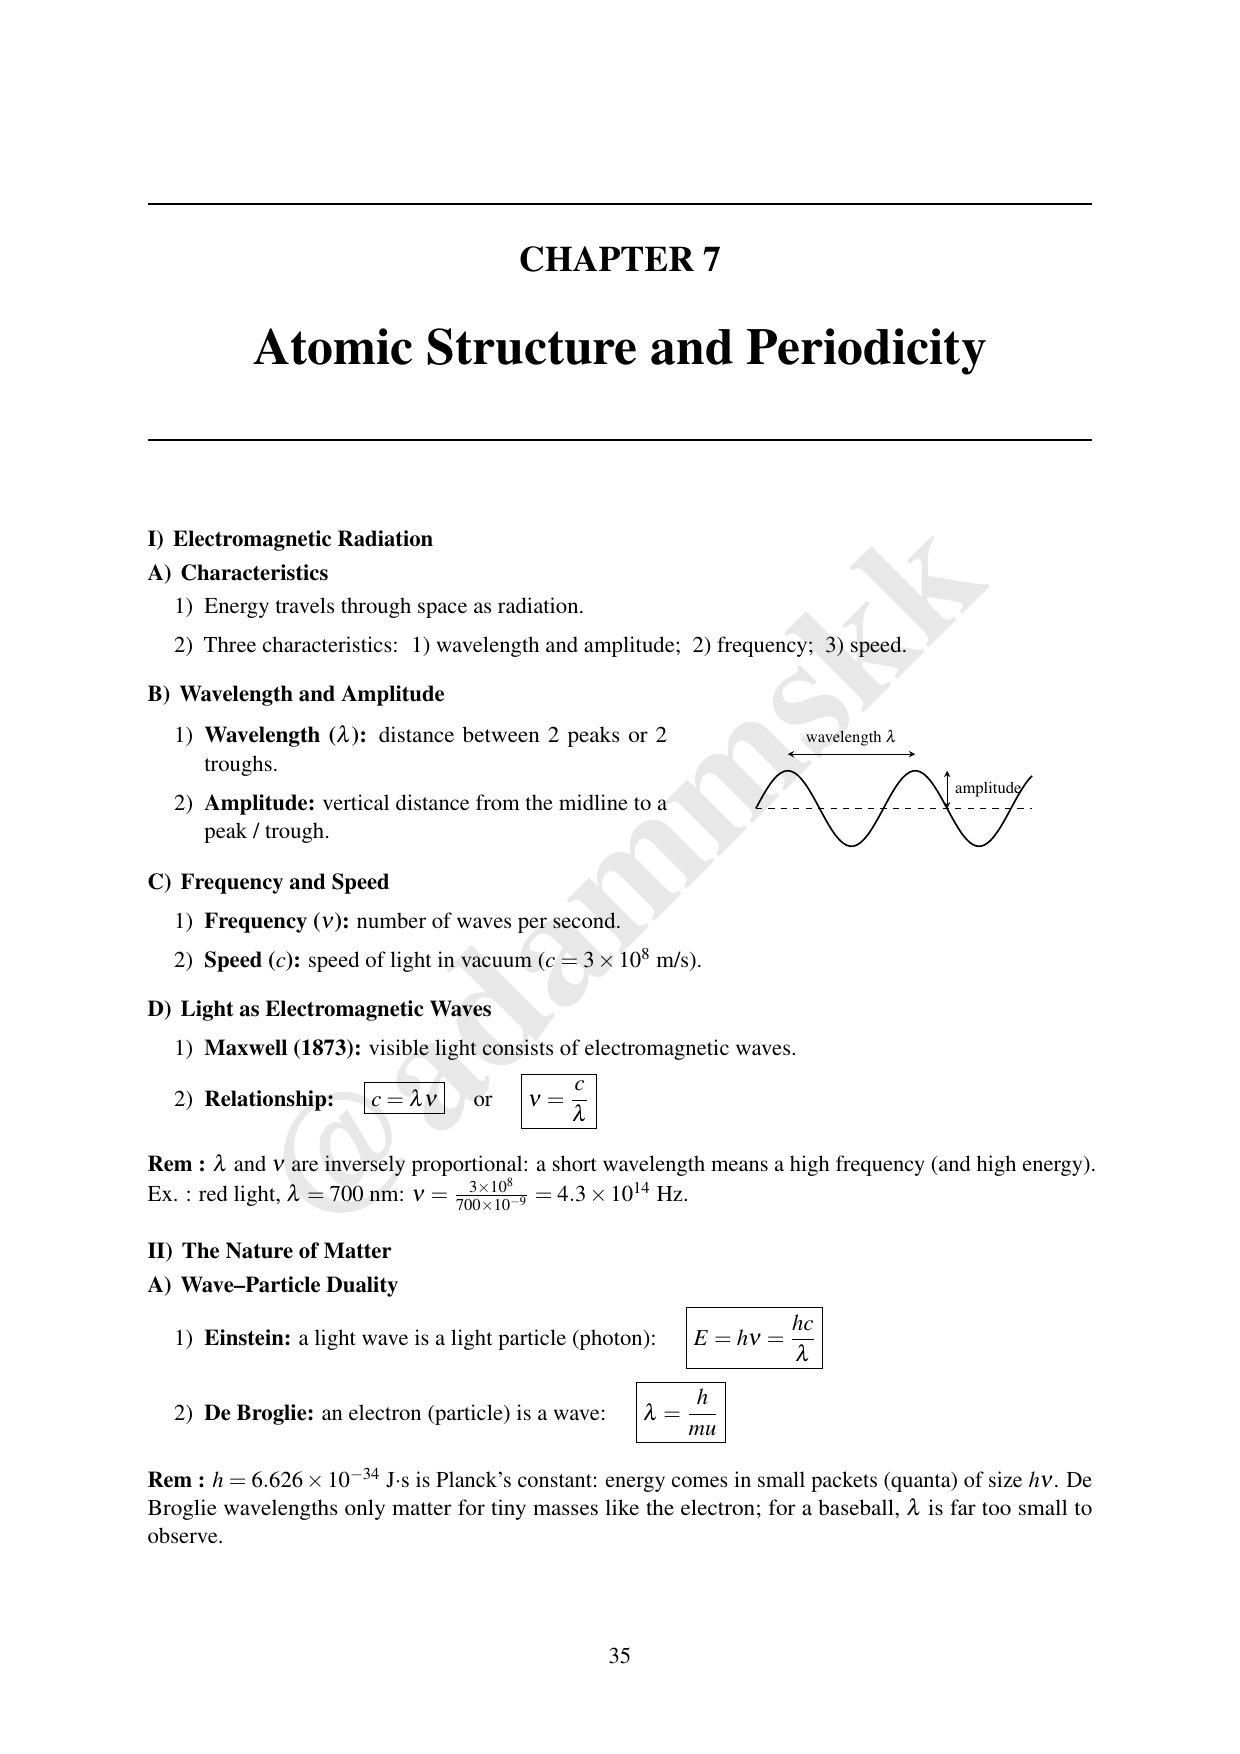 CHAPTER 7
Atomic Structure and Periodicity
I) Electromagnetic Radiation
A) Characteristics
1) Energy travels through space as radiation.
2) Three characteristics: 1) wavelength and amplitude; 2) frequency; 3) speed.
B) Wavelength and Amplitude
1) Wavelength (λ): distance between 2 peaks or 2
troughs.
2) Amplitude: vertical distance from the midline to a
peak / trough.
wavelength λ
amplitude
C) Frequency and Speed
1) Frequency (ν): number of waves per second.
2) Speed (c): speed of light in vacuum (c = 3 × 10⁸ m/s).
D) Light as Electromagnetic Waves
1) Maxwell (1873): visible light consists of electromagnetic waves.
2) Relationship: c = λν or ν = c/λ
Rem : λ and ν are inversely proportional: a short wavelength means a high frequency (and high energy).
Ex. : red light, λ = 700 nm: ν = 3×10⁸/700×10⁻⁹ = 4.3 × 10¹⁴ Hz.
II) The Nature of Matter
A) Wave–Particle Duality
1) Einstein: a light wave is a light particle (photon): E = hν = hc/λ
2) De Broglie: an electron (particle) is a wave: λ = h/mu
Rem : h = 6.626 × 10⁻³⁴ J·s is Planck's constant: energy comes in small packets (quanta) of size hν. De
Broglie wavelengths only matter for tiny masses like the electron; for a baseball, λ is far too small to
observe.
35
@adammskk